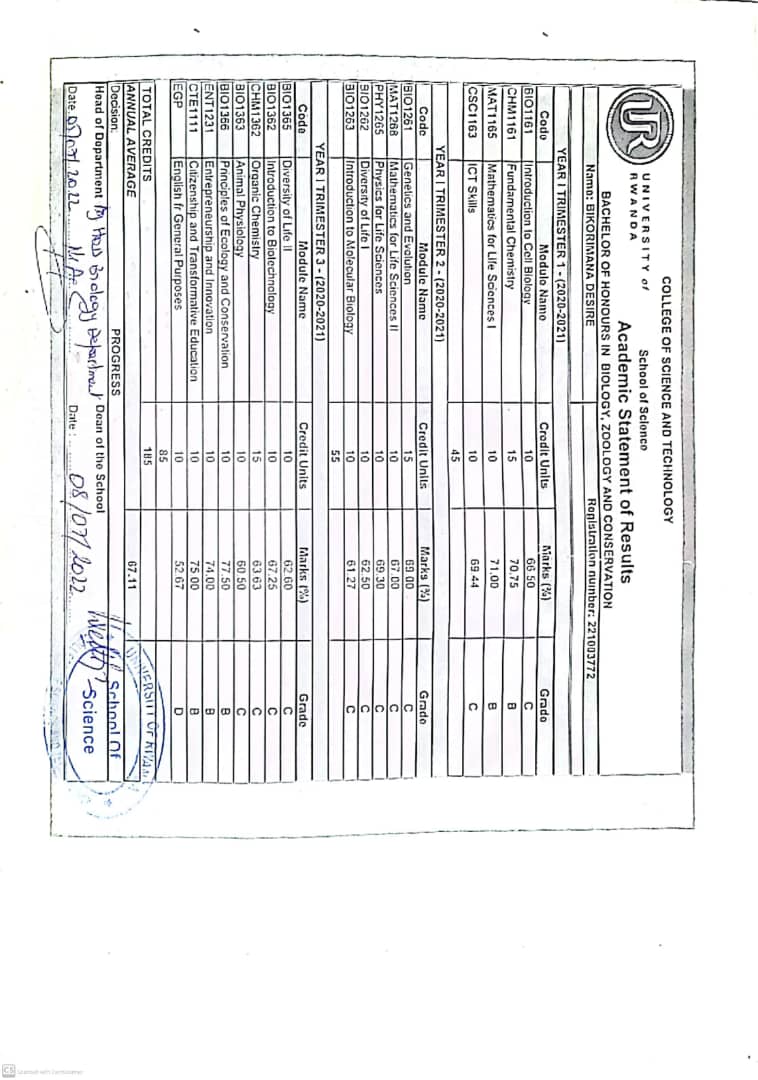 COLLEGE OF SCIENCE AND TECHNOLOGY
UR
UNIVERSITY of
RWANDA
School of Science
Academic Statement of Results
BACHELOR OF HONOURS IN BIOLOGY, ZOOLOGY AND CONSERVATION
Name: BIKORIMANA DESIRE Registration number: 221003772
YEAR I TRIMESTER 1 - (2020-2021)
Code Module Name Credit Units Marks (%) Grade
BIO1161 Introduction to Cell Biology 10 66.50 C
CHM1161 Fundamental Chemistry 15 70.75 B
MAT1165 Mathematics for Life Sciences I 10 71.00 B
CSC1163 ICT Skills 10 69.44 C
45
YEAR I TRIMESTER 2 - (2020-2021)
Code Module Name Credit Units Marks (%) Grade
BIO1261 Genetics and Evolution 15 69.00 C
MAT1268 Mathematics for Life Sciences II 10 67.00 C
PHY1265 Physics for Life Sciences 10 69.30 C
BIO1262 Diversity of Life I 10 62.50 C
BIO1263 Introduction to Molecular Biology 10 61.27 C
55
YEAR I TRIMESTER 3 - (2020-2021)
Code Module Name Credit Units Marks (%) Grade
BIO1365 Diversity of Life II 10 62.60 C
BIO1362 Introduction to Biotechnology 10 67.25 C
CHM1362 Organic Chemistry 15 63.63 C
BIO1363 Animal Physiology 10 60.50 C
BIO1366 Principles of Ecology and Conservation 10 77.50 B
ENT1231 Entrepreneurship and Innovation 10 74.00 B
CTE1111 Citizenship and Transformative Education 10 75.00 B
EGP English fr General Purposes 10 52.67 D
85
TOTAL CREDITS 185
ANNUAL AVERAGE 67.11
Decision: PROGRESS
Head of Department Hod Biology Department Dean of the School
Date 05/07/2022 Date : 08/07/2022
School Of
Science
CS Scanned with CamScanner